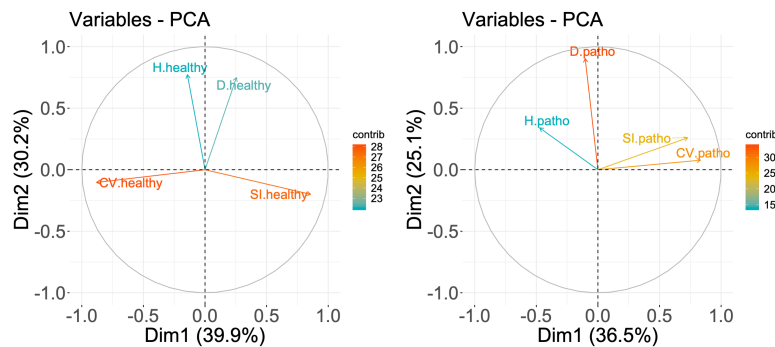 Variables - PCA
1.0
0.5
0.0
-0.5
-1.0
Dim2 (30.2%)
H.healthy
D.healthy
CV.healthy
SI.healthy
-1.0 -0.5 0.0 0.5 1.0
Dim1 (39.9%)
contrib
28
27
26
25
24
23
Variables - PCA
1.0
0.5
0.0
-0.5
-1.0
Dim2 (25.1%)
D.patho
H.patho
SI.patho
CV.patho
-1.0 -0.5 0.0 0.5 1.0
Dim1 (36.5%)
contrib
30
25
20
15